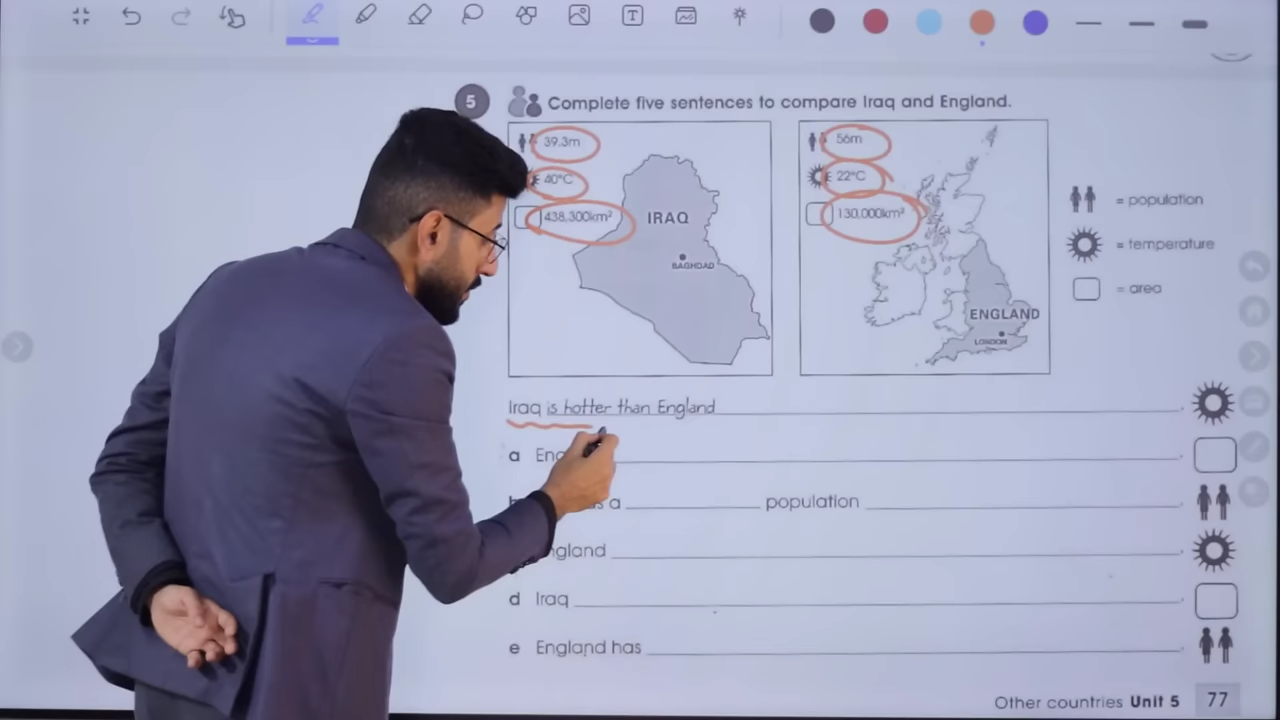 5 Complete five sentences to compare Iraq and England.
39.3m
40°C
438,300km²
IRAQ
BAGHDAD
56m
22°C
130,000km²
ENGLAND
LONDON
= population
= temperature
= area
Iraq is hotter than England
a
a population
d Iraq
e England has
Other countries Unit 5 77